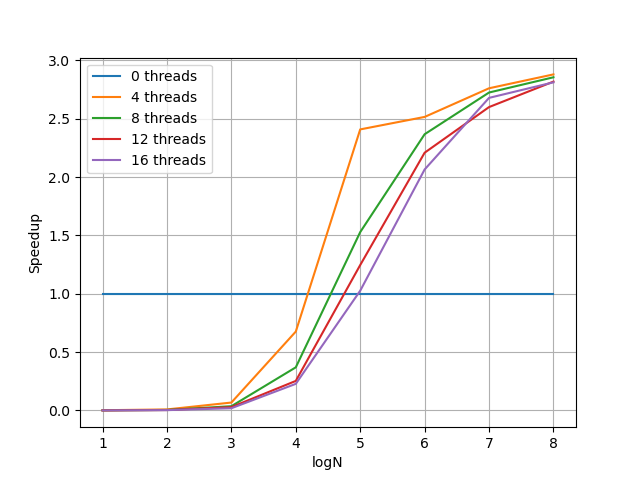 3.0
2.5
2.0
1.5
1.0
0.5
0.0
Speedup
0 threads
4 threads
8 threads
12 threads
16 threads
1 2 3 4 5 6 7 8
logN